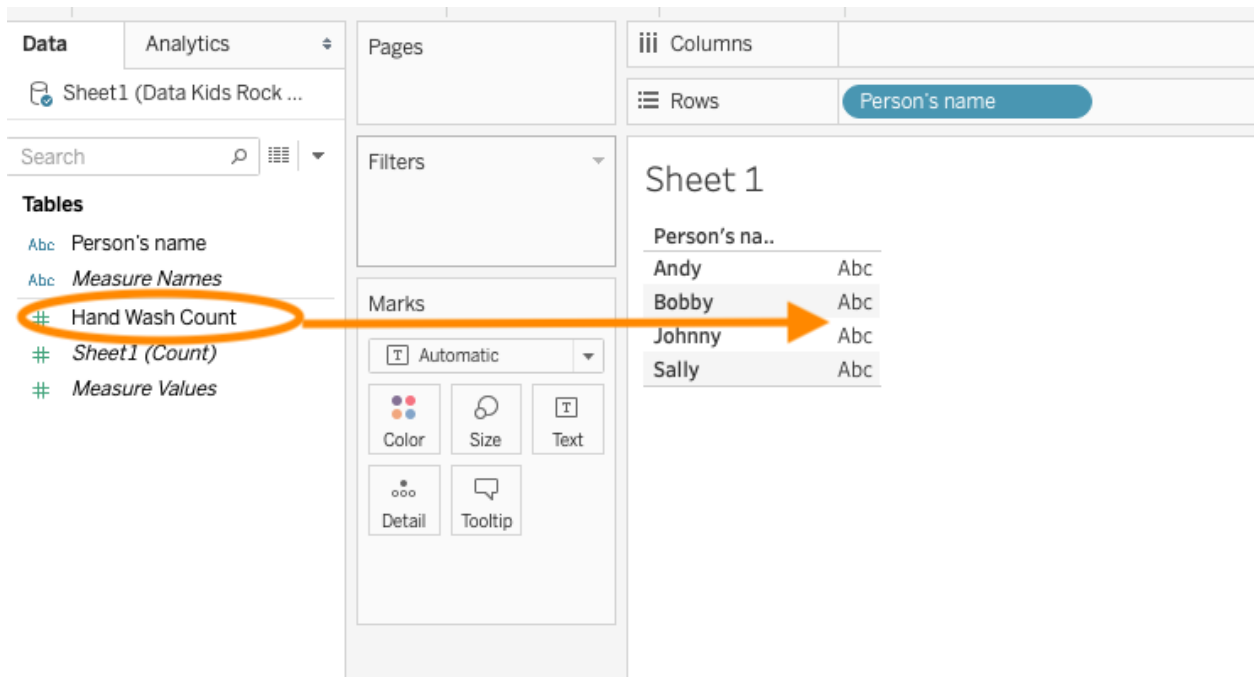 Data
Analytics
Sheet1 (Data Kids Rock ...
Search
Tables
Abc Person's name
Abc Measure Names
# Hand Wash Count
# Sheet1 (Count)
# Measure Values
Pages
Filters
Marks
T Automatic
Color
Size
T
Text
Detail
Tooltip
Columns
Rows
Person's name
Sheet 1
Person's na..
Andy Abc
Bobby Abc
Johnny Abc
Sally Abc